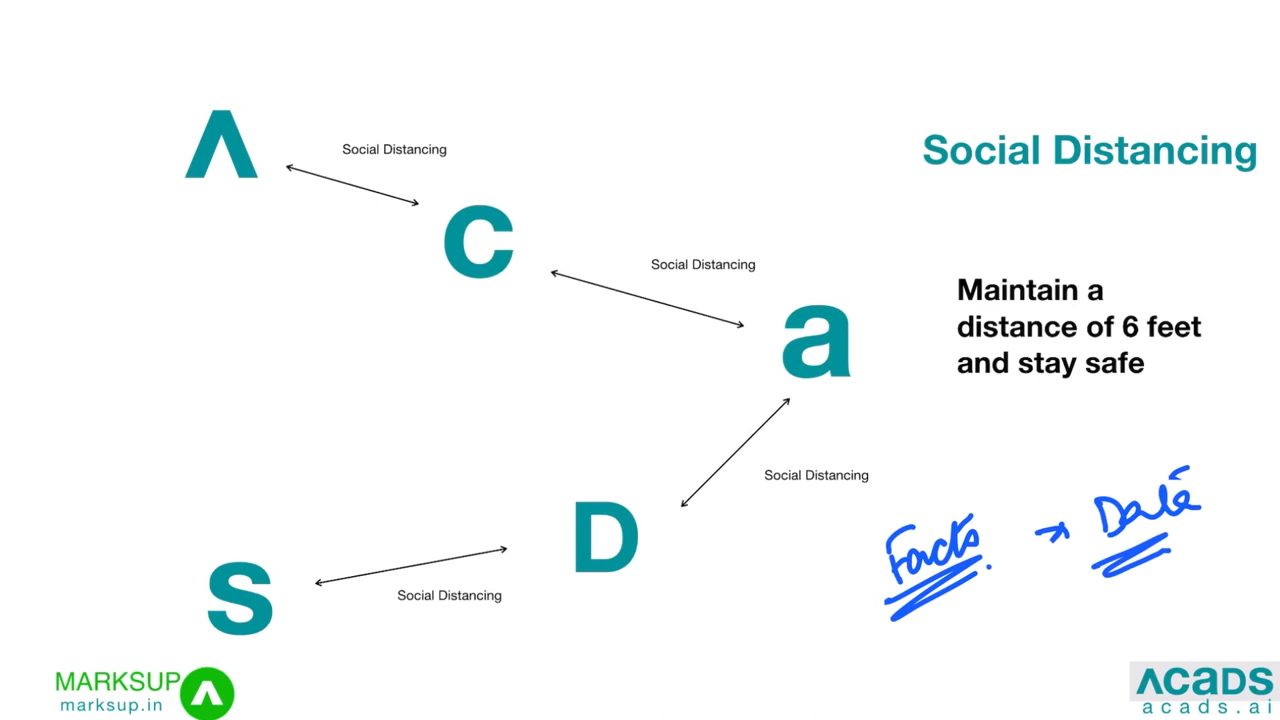 Λ
Social Distancing
Social Distancing
c
Social Distancing
a
Maintain a
distance of 6 feet
and stay safe
Social Distancing
D
Facts → Data
s
Social Distancing
MARKSUP Λ
marksup.in
ΛCaDS
acads.ai